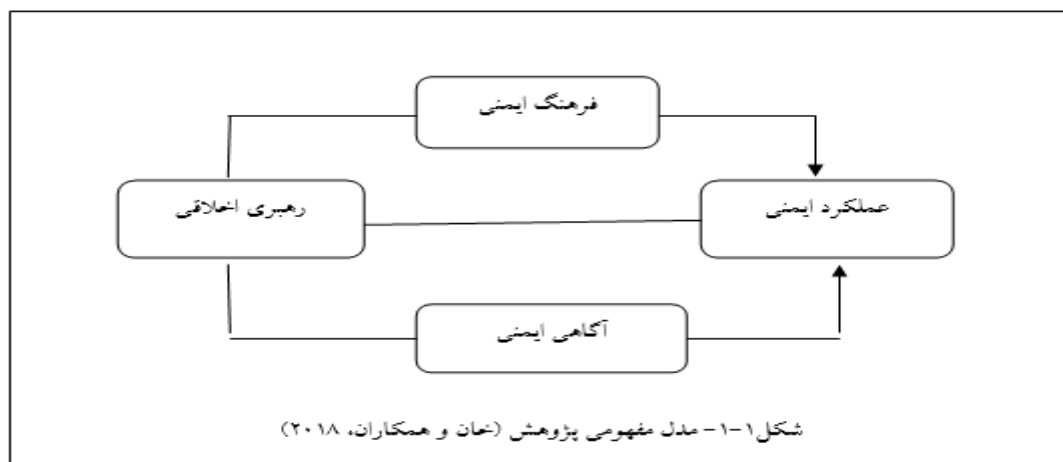 فرهنگ ایمنی
رهبری اخلاقی
عملکرد ایمنی
آگاهی ایمنی
شکل۱-۱- مدل مفهومی پژوهش (خان و همکاران، ۲۰۱۸)